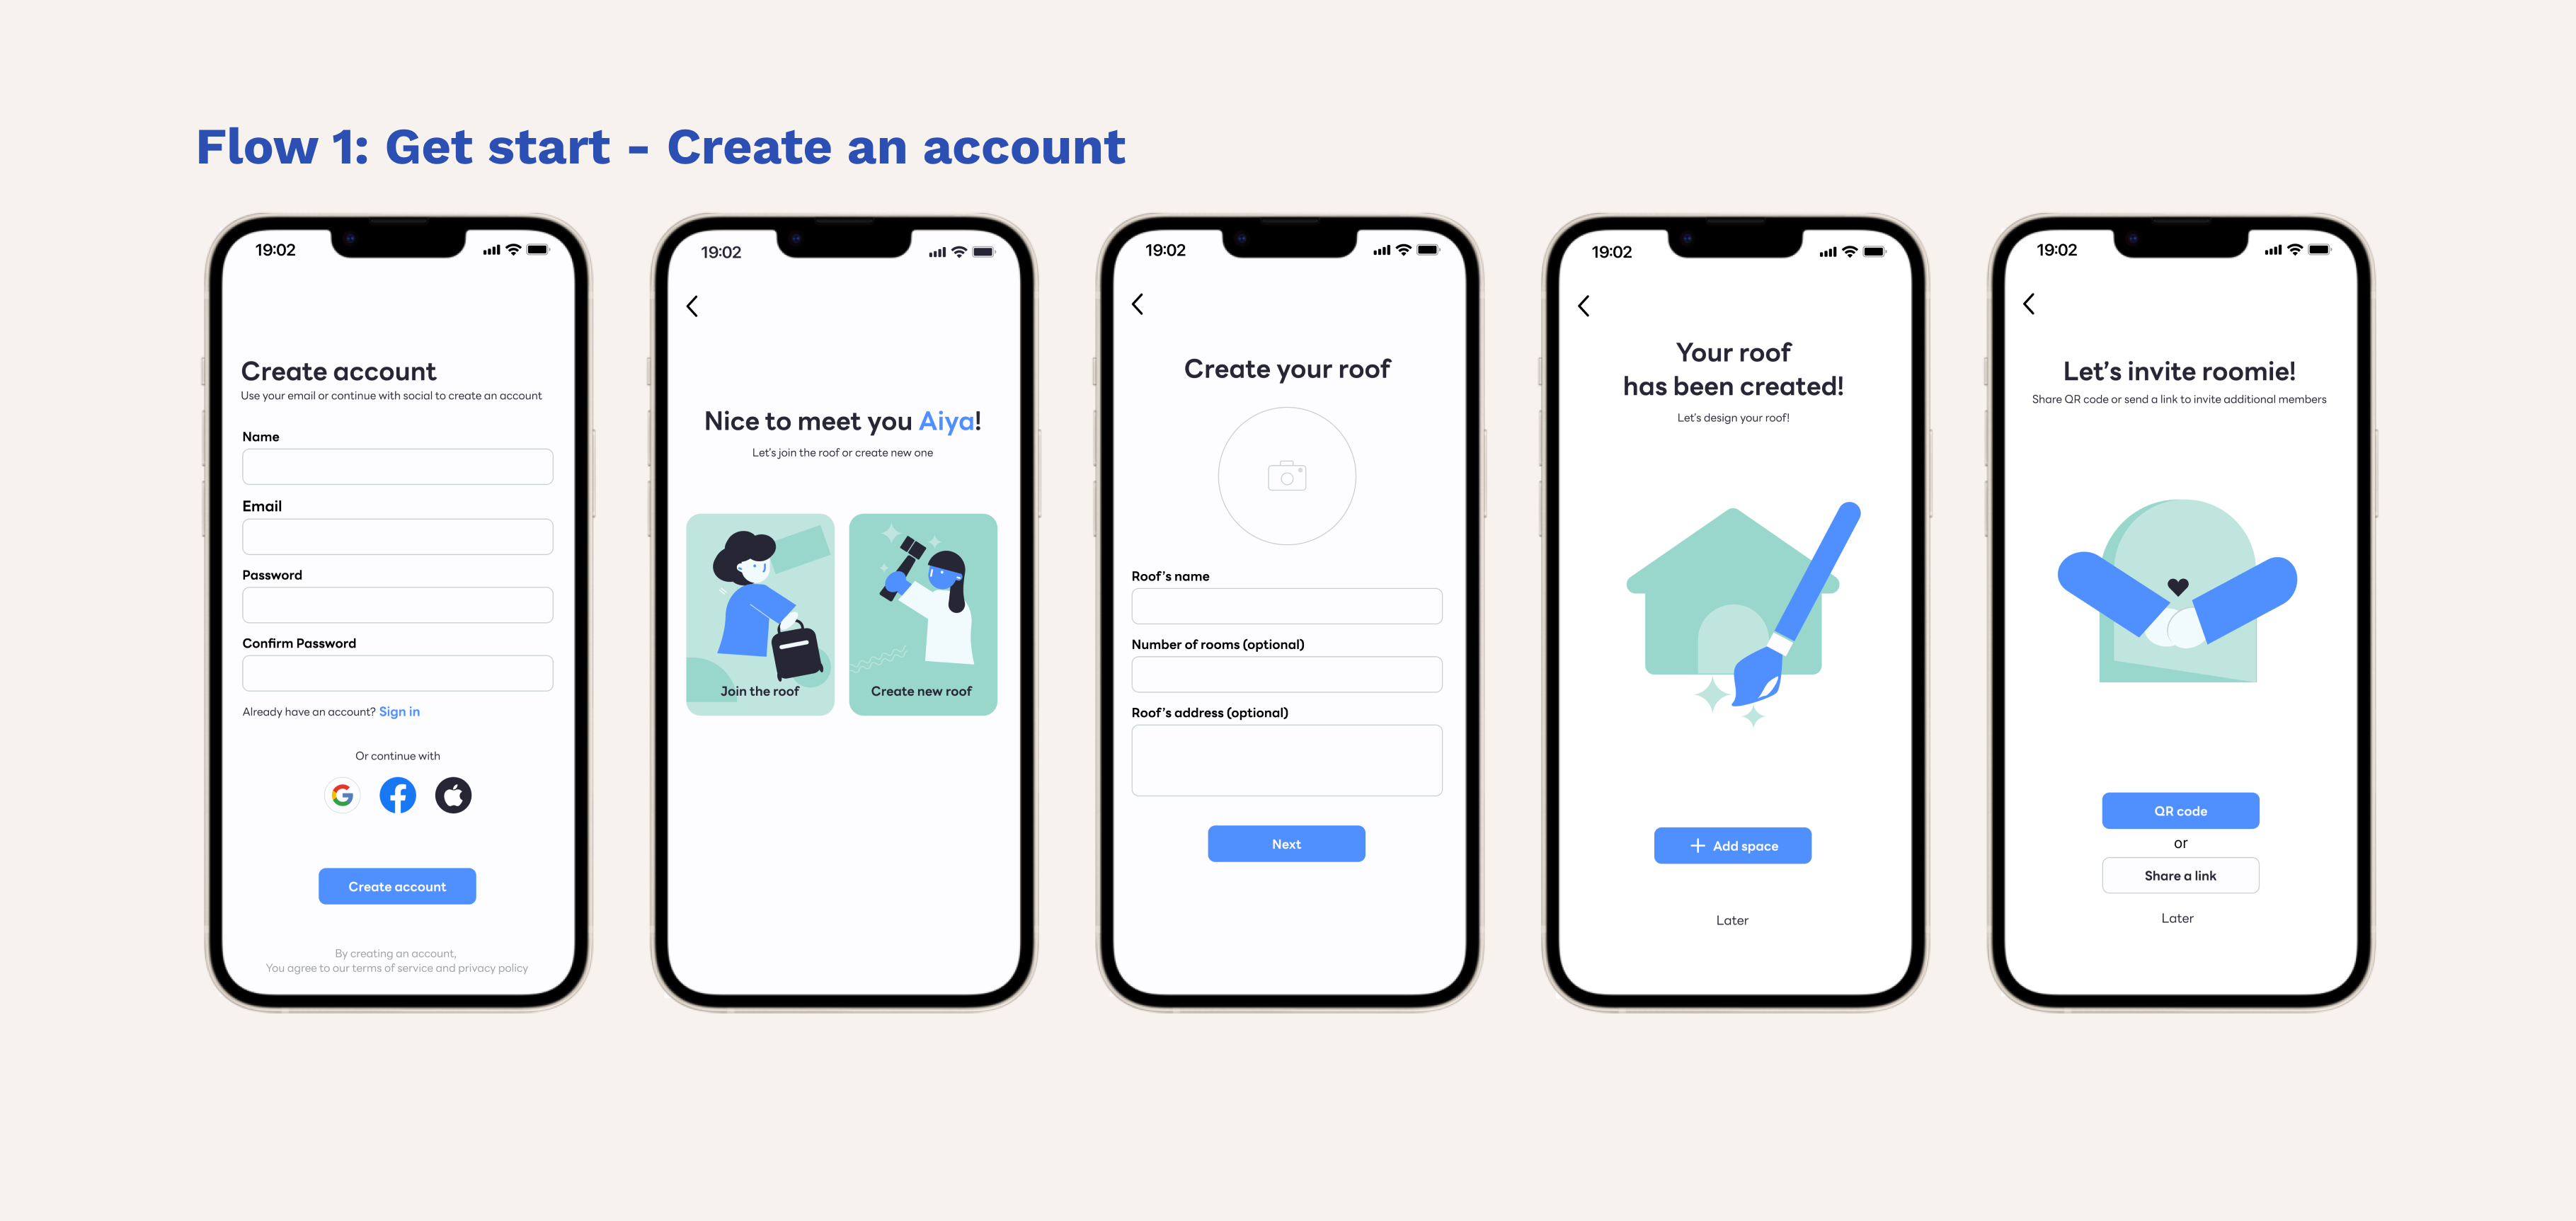 Flow 1: Get start - Create an account
19:02
Create account
Use your email or continue with social to create an account
Name
Email
Password
Confirm Password
Already have an account? Sign in
Or continue with
Create account
By creating an account,
You agree to our terms of service and privacy policy
19:02
Nice to meet you Aiya!
Let's join the roof or create new one
Join the roof
Create new roof
19:02
Create your roof
Roof's name
Number of rooms (optional)
Roof's address (optional)
Next
19:02
Your roof
has been created!
Let's design your roof!
+ Add space
Later
19:02
Let's invite roomie!
Share QR code or send a link to invite additional members
QR code
or
Share a link
Later